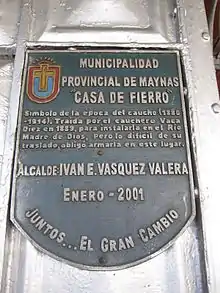 MUNICIPALIDAD
PROVINCIAL DE MAYNAS
"CASA DE FIERRO"
Símbolo de la época del caucho (1880
-1914). Traída por el cauchero Vaca
Diez en 1889, para instalarla en el Río
Madre de Dios. Pero lo difícil de su
traslado, obligo armarla en este lugar.
ALCALDE IVAN E. VASQUEZ VALERA
ENERO - 2001
JUNTOS... EL GRAN CAMBIO